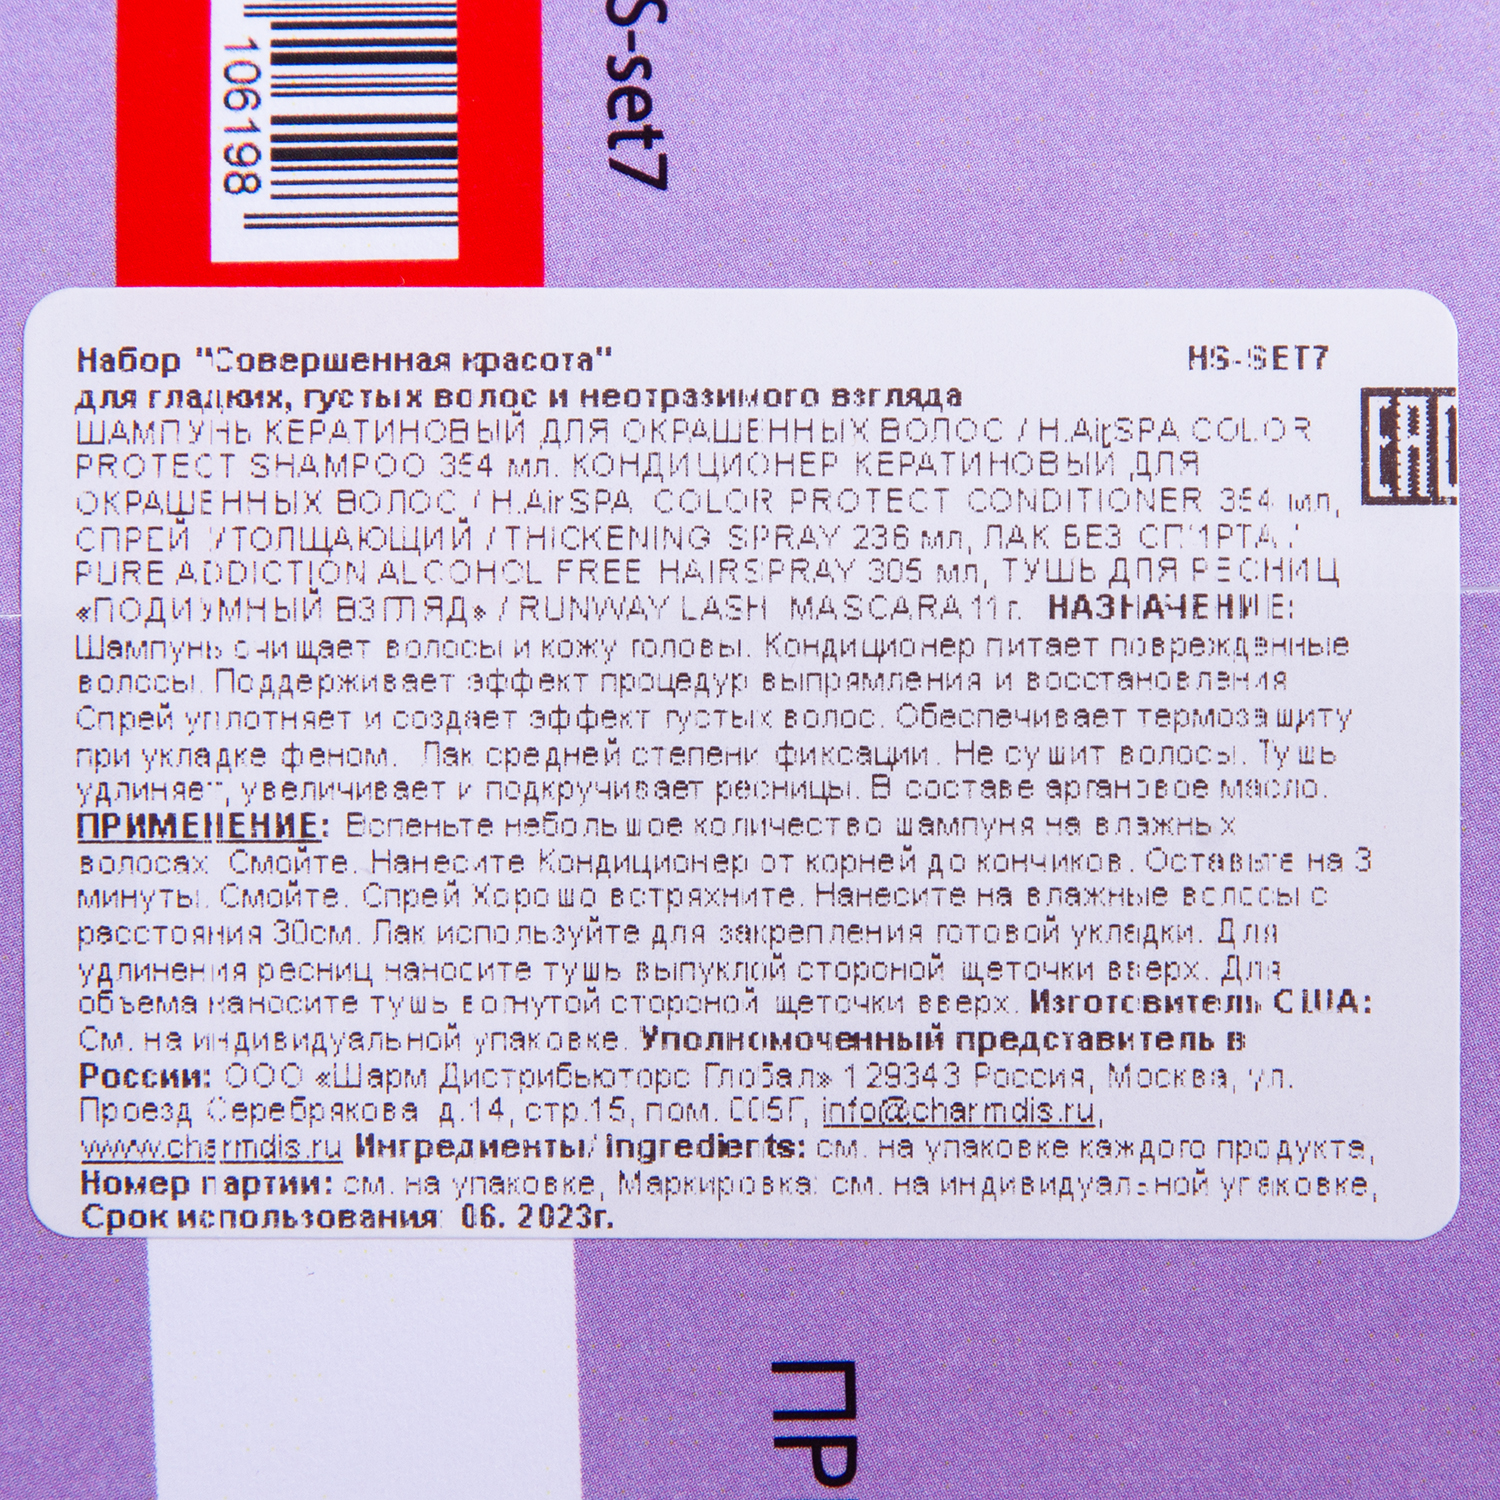 106198
S-set7
Набор "Совершенная красота" HS-SET7
для гладких, густых волос и неотразимого взгляда
EAC
ШАМПУНЬ КЕРАТИНОВЫЙ ДЛЯ ОКРАШЕННЫХ ВОЛОС / H.AirSPA COLOR
PROTECT SHAMPOO 354 мл. КОНДИЦИОНЕР КЕРАТИНОВЫЙ ДЛЯ
ОКРАШЕННЫХ ВОЛОС / H.AirSPA COLOR PROTECT CONDITIONER 354 мл,
СПРЕЙ УТОЛЩАЮЩИЙ / THICKENING SPRAY 236 мл, ЛАК БЕЗ СПИРТА /
PURE ADDICTION ALCOHOL FREE HAIRSPRAY 305 мл, ТУШЬ ДЛЯ РЕСНИЦ
«ПОДИУМНЫЙ ВЗГЛЯД» / RUNWAY LASH MASCARA 11 г. НАЗНАЧЕНИЕ:
Шампунь очищает волосы и кожу головы. Кондиционер питает поврежденные
волосы. Поддерживает эффект процедур выпрямления и восстановления
Спрей уплотняет и создает эффект густых волос. Обеспечивает термозащиту
при укладке феном. Лак средней степени фиксации. Не сушит волосы. Тушь
удлиняет, увеличивает и подкручивает ресницы. В составе аргановое масло.
ПРИМЕНЕНИЕ: Вспеньте небольшое количество шампуня на влажных
волосах. Смойте. Нанесите Кондиционер от корней до кончиков. Оставьте на 3
минуты. Смойте. Спрей Хорошо встряхните. Нанесите на влажные волосы с
расстояния 30см. Лак используйте для закрепления готовой укладки. Для
удлинения ресниц наносите тушь выпуклой стороной щеточки вверх. Для
объема наносите тушь вогнутой стороной щеточки вверх. Изготовитель США:
См. на индивидуальной упаковке. Уполномоченный представитель в
России: ООО «Шарм Дистрибьюторс Глобал» 129343 Россия, Москва, ул.
Проезд Серебрякова д.14, стр.15, пом. 005Г, info@charmdis.ru,
www.charmdis.ru Ингредиенты/ Ingredients: см. на упаковке каждого продукта,
Номер партии: см. на упаковке, Маркировка: см. на индивидуальной упаковке,
Срок использования: 06. 2023г.
ПР